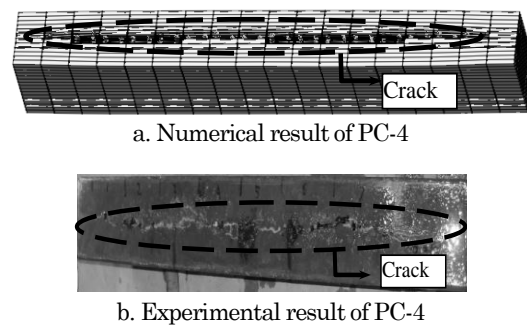 Crack
a. Numerical result of PC-4
Crack
b. Experimental result of PC-4